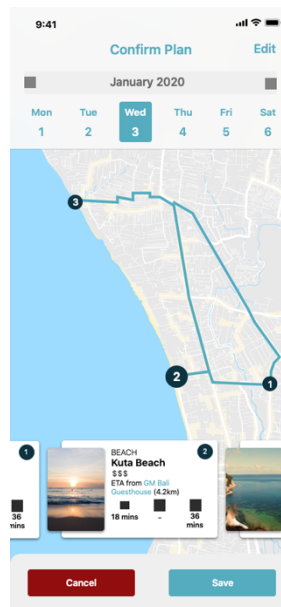 9:41
Confirm Plan
Edit
January 2020
Mon Tue Wed Thu Fri Sat
1 2 3 4 5 6
3
2
1
1
36
mins
BEACH
2
Kuta Beach
$$$
ETA from GM Bali
Guesthouse (4.2km)
18 mins - 36
mins
Cancel
Save